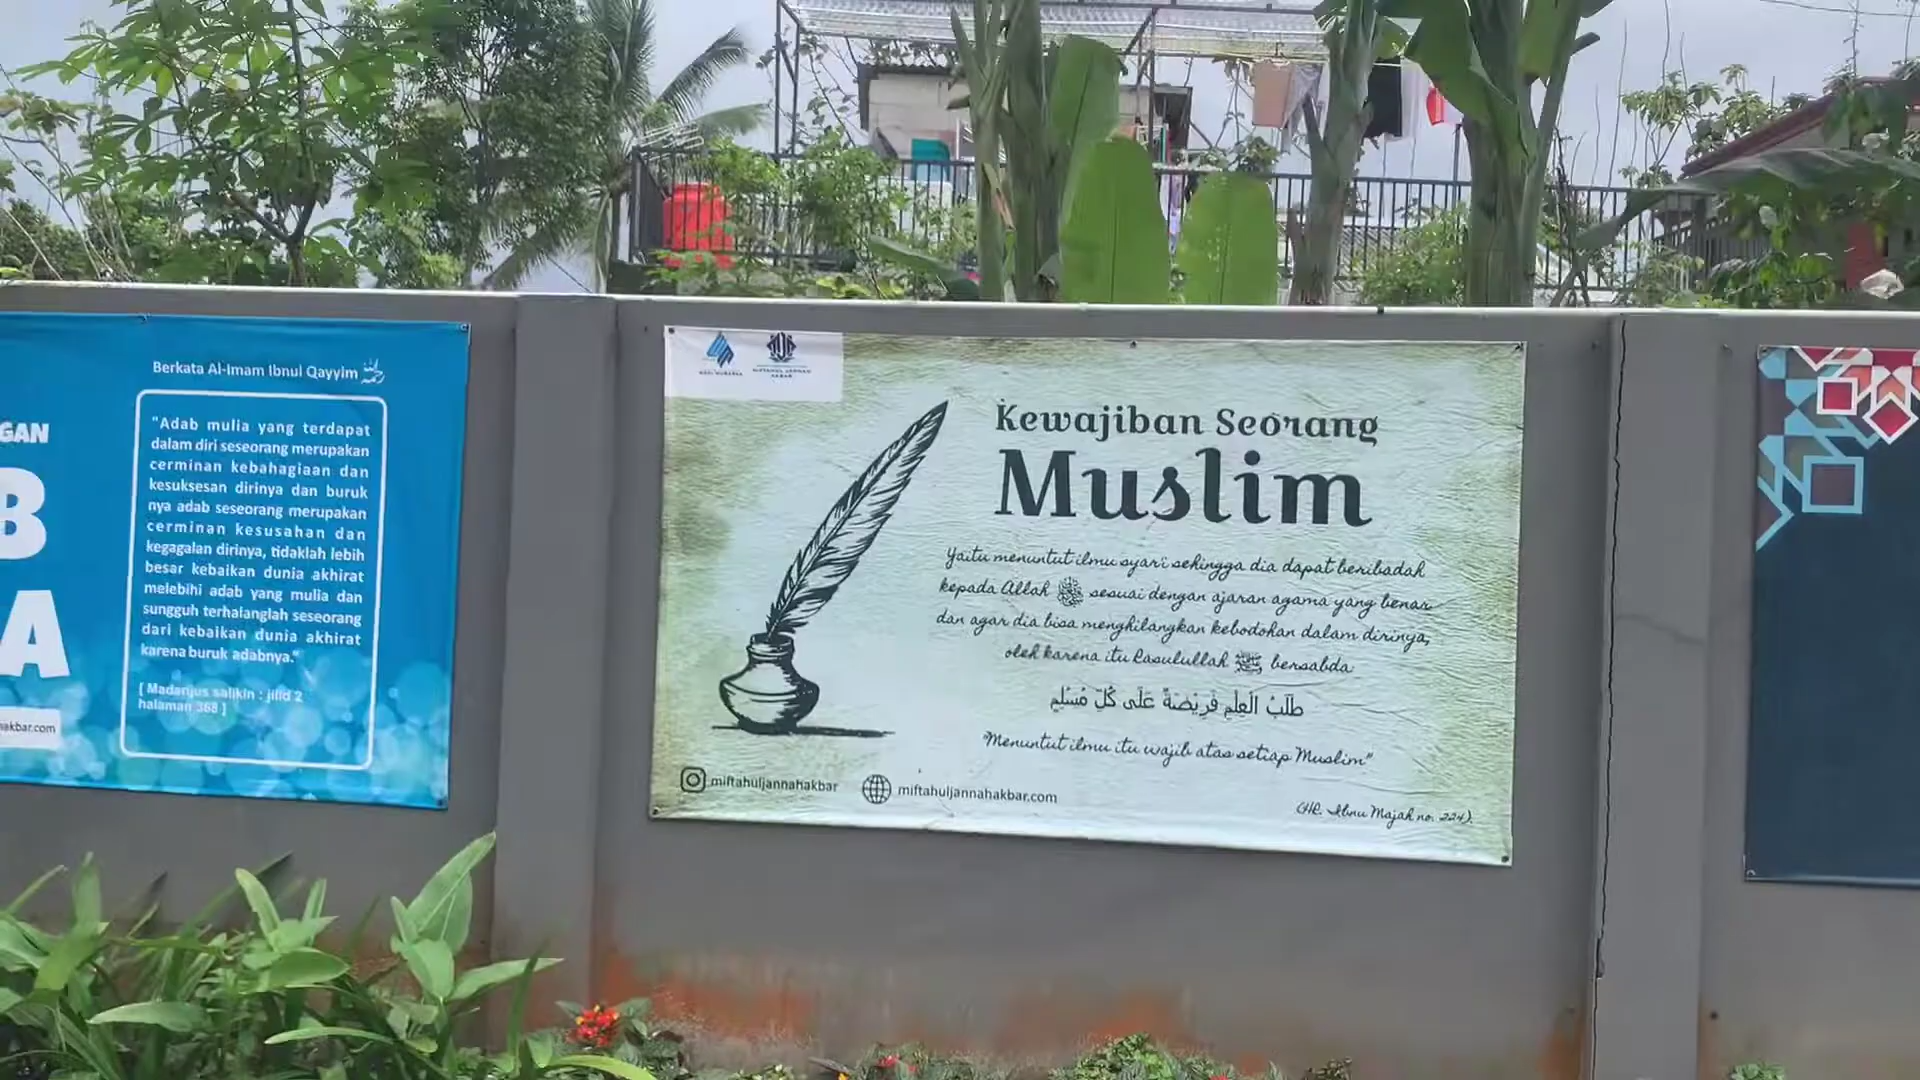 GAN
B
A
akbar.com
Berkata Al-Imam Ibnul Qayyim
"Adab mulia yang terdapat
dalam diri seseorang merupakan
cerminan kebahagiaan dan
kesuksesan dirinya dan buruk
nya adab seseorang merupakan
cerminan kesusahan dan
kegagalan dirinya, tidaklah lebih
besar kebaikan dunia akhirat
melebihi adab yang mulia dan
sungguh terhalanglah seseorang
dari kebaikan dunia akhirat
karena buruk adabnya."
[ Madarijus salikin : jilid 2
halaman 368 ]
Kewajiban Seorang
Muslim
Yaitu menuntut ilmu syar'i sehingga dia dapat beribadah
kepada Allah ﷻ sesuai dengan ajaran agama yang benar
dan agar dia bisa menghilangkan kebodohan dalam dirinya,
oleh karena itu Rasulullah ﷺ bersabda:
طَلَبُ الْعِلْمِ فَرِيْضَةٌ عَلَى كُلِّ مُسْلِمٍ
"Menuntut ilmu itu wajib atas setiap Muslim"
miftahuljannahakbar
miftahuljannahakbar.com
(HR. Ibnu Majah no. 224).